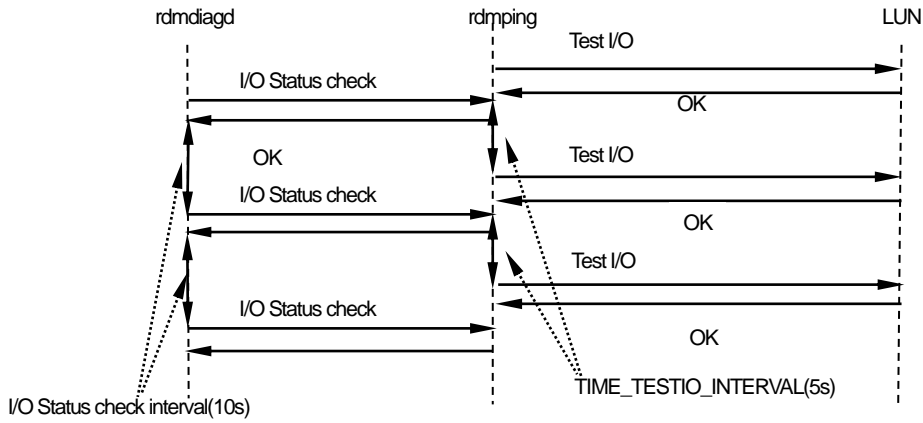 rdmdiagd rdmping LUN
Test I/O
I/O Status check
OK
OK
Test I/O
I/O Status check
OK
Test I/O
I/O Status check
OK
TIME_TESTIO_INTERVAL(5s)
I/O Status check interval(10s)